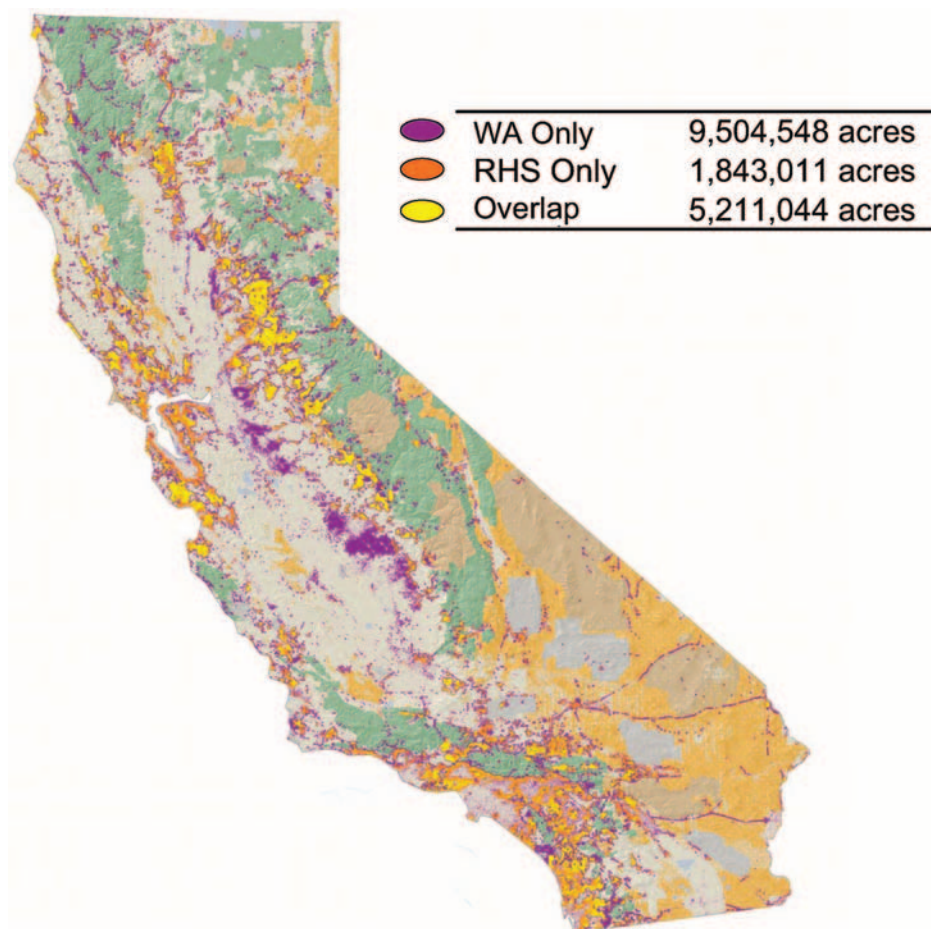 WA Only 9,504,548 acres
RHS Only 1,843,011 acres
Overlap 5,211,044 acres